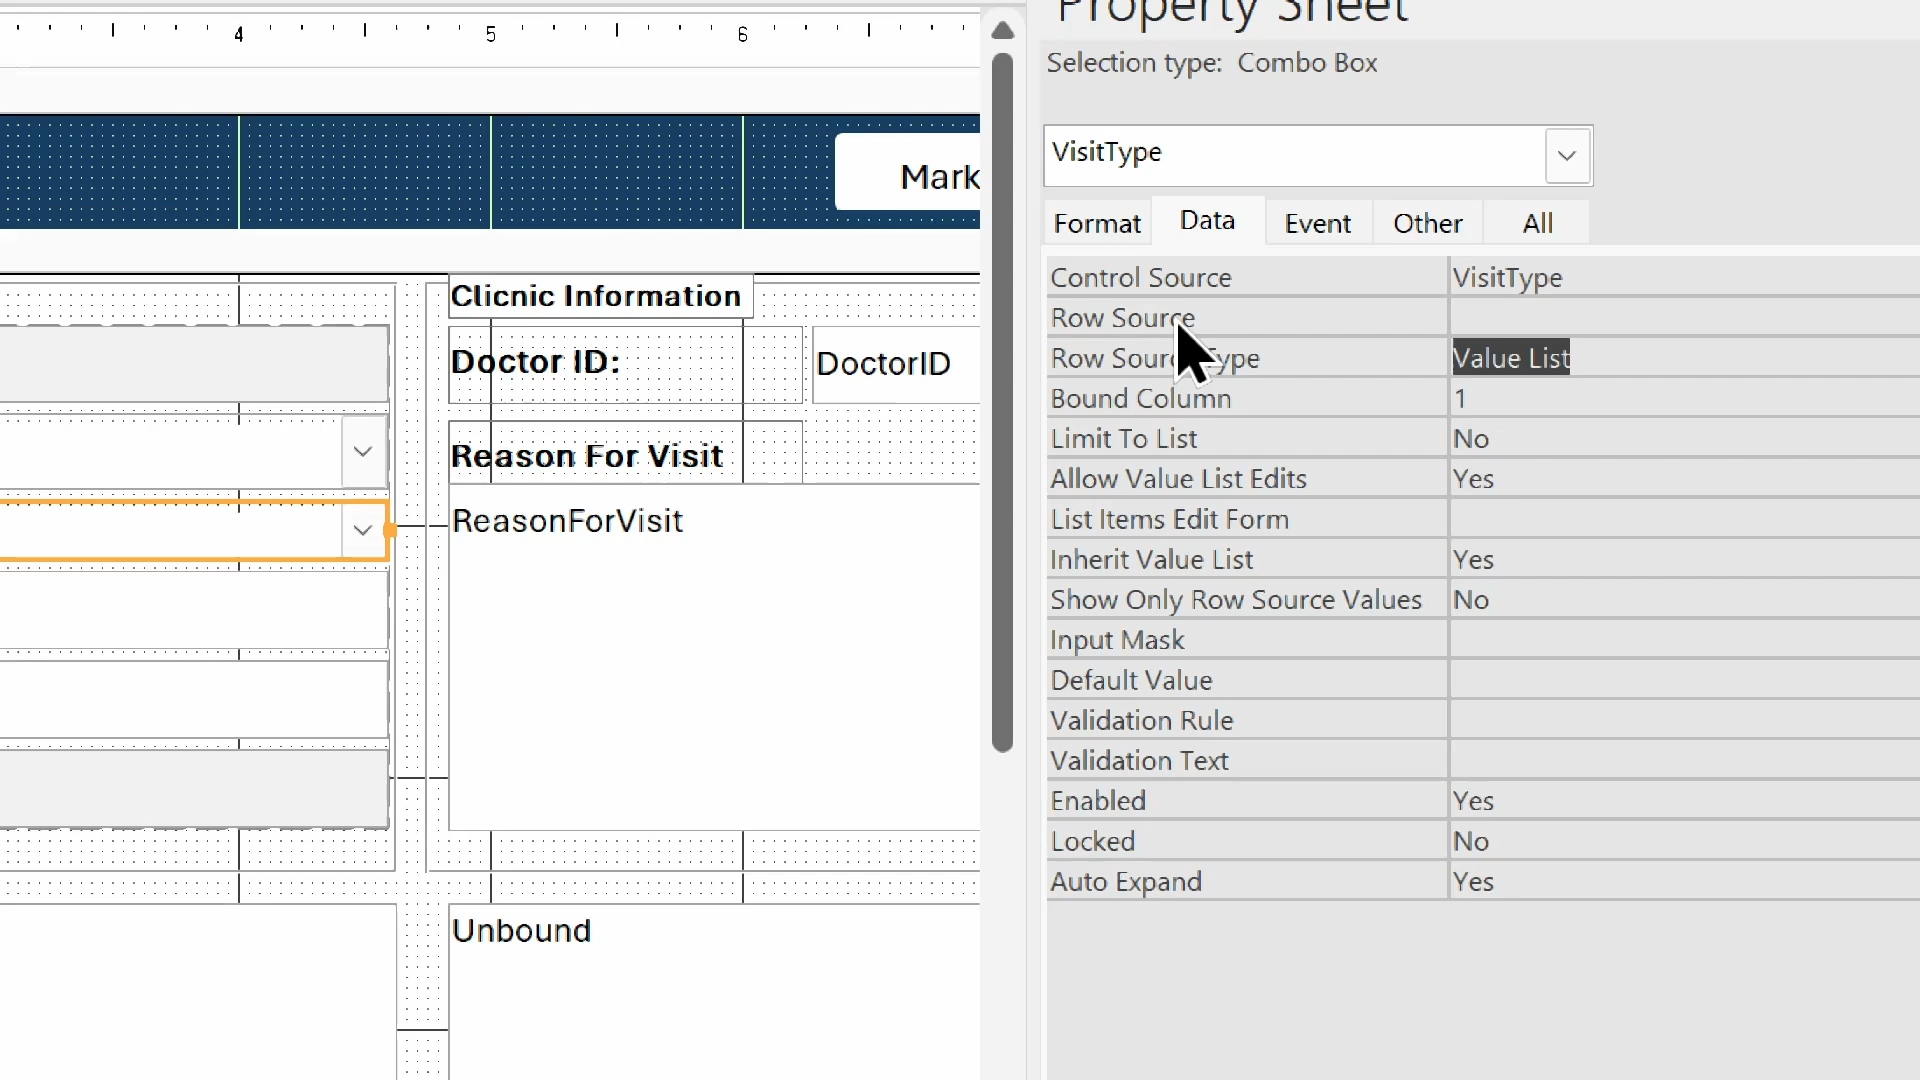 Property Sheet
Selection type: Combo Box
VisitType
Format Data Event Other All
Control Source VisitType
Row Source
Row Source Type Value List
Bound Column 1
Limit To List No
Allow Value List Edits Yes
List Items Edit Form
Inherit Value List Yes
Show Only Row Source Values No
Input Mask
Default Value
Validation Rule
Validation Text
Enabled Yes
Locked No
Auto Expand Yes
4 5 6
Mark
Clicnic Information
Doctor ID: DoctorID
Reason For Visit
ReasonForVisit
Unbound